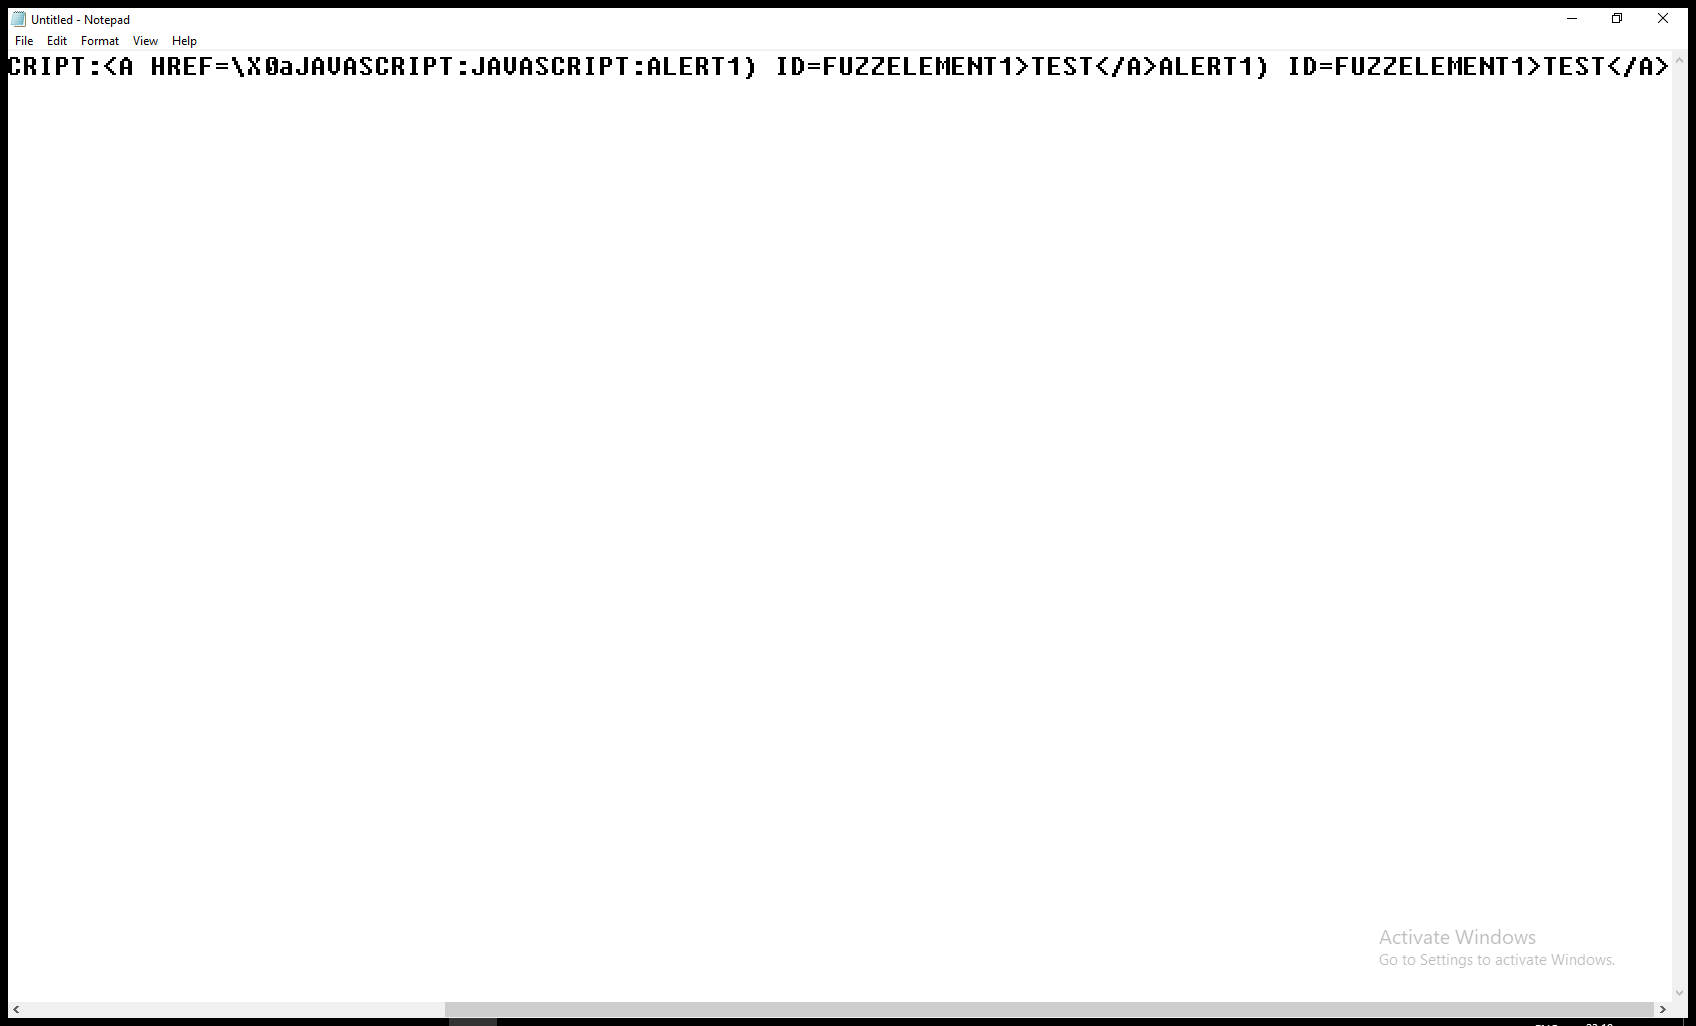 Untitled - Notepad
File Edit Format View Help
CRIPT:<A HREF=\X0aJAVASCRIPT:JAVASCRIPT:ALERT1) ID=FUZZELEMENT1>TEST</A>ALERT1) ID=FUZZELEMENT1>TEST</A>
Activate Windows
Go to Settings to activate Windows.